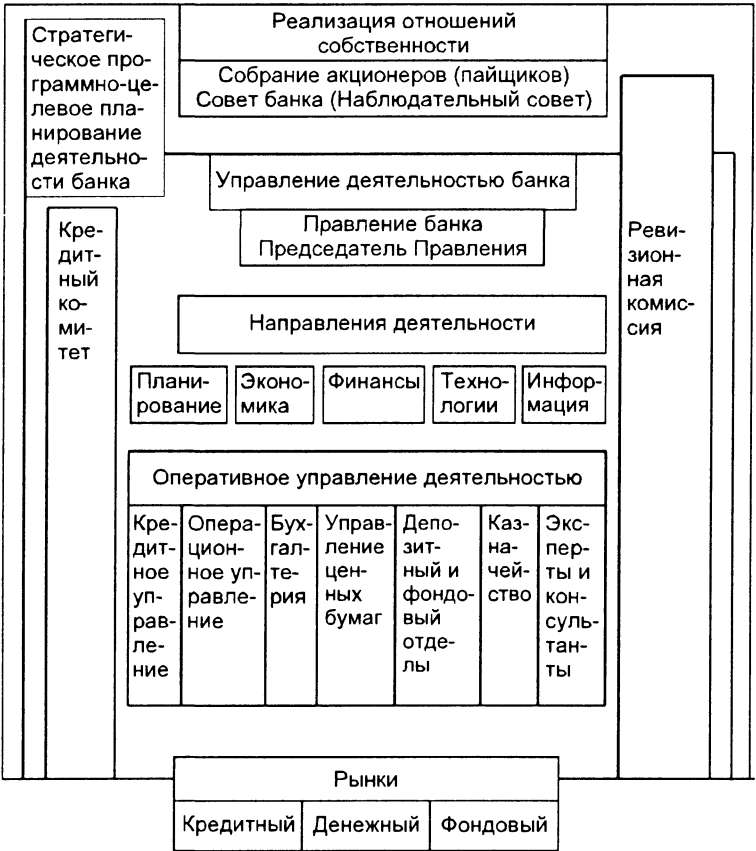 Стратеги-
ческое про-
граммно-це-
левое пла-
нирование
деятельно-
сти банка
Реализация отношений
собственности
Собрание акционеров (пайщиков)
Совет банка (Наблюдательный совет)
Управление деятельностью банка
Правление банка
Председатель Правления
Кре-
дит-
ный
ко-
ми-
тет
Реви-
зион-
ная
комис-
сия
Направления деятельности
Плани-
рование
Эконо-
мика
Финансы
Техно-
логии
Инфор-
мация
Оперативное управление деятельностью
Кре-
дит-
ное
уп-
рав-
ле-
ние
Опера-
цион-
ное уп-
равле-
ние
Бух-
гал-
те-
рия
Управ-
ление
цен-
ных
бумаг
Депо-
зит-
ный и
фондо-
вый
отде-
лы
Каз-
на-
чей-
ство
Экс-
пер-
ты и
кон-
суль-
тан-
ты
Рынки
Кредитный
Денежный
Фондовый